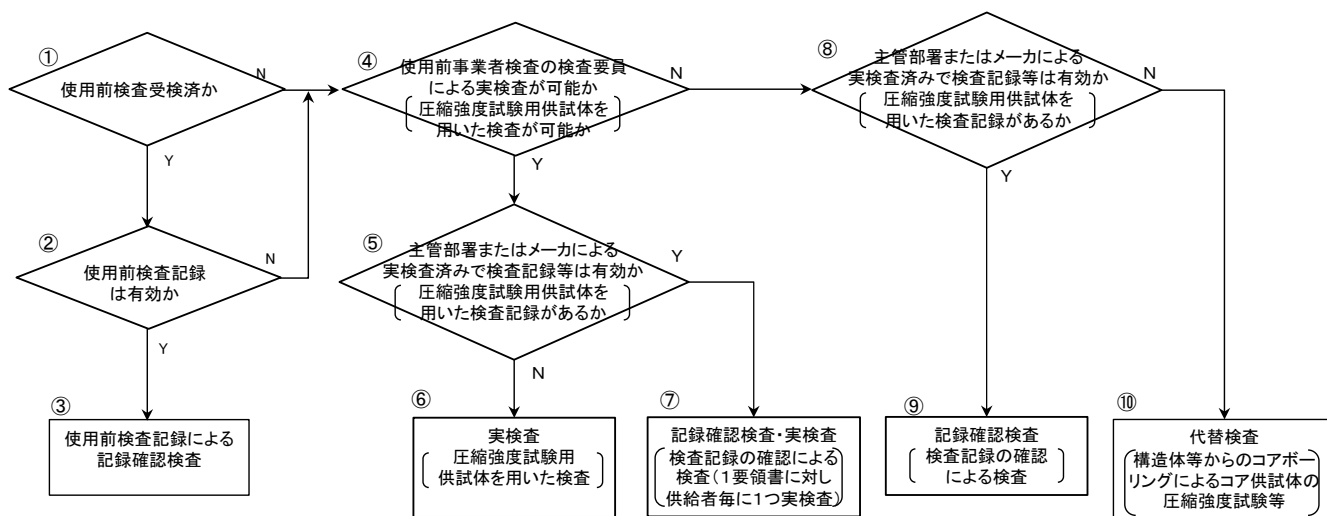 ①
使用前検査受検済か
N
Y
②
使用前検査記録
は有効か
N
Y
③
使用前検査記録による
記録確認検査
④
使用前事業者検査の検査要員
による実検査が可能か
圧縮強度試験用供試体を
用いた検査が可能か
N
Y
⑤
主管部署またはメーカによる
実検査済みで検査記録等は有効か
圧縮強度試験用供試体を
用いた検査記録があるか
Y
N
⑥
実検査
圧縮強度試験用
供試体を用いた検査
⑦
記録確認検査・実検査
検査記録の確認による
検査(1要領書に対し
供給者毎に1つ実検査)
⑧
主管部署またはメーカによる
実検査済みで検査記録等は有効か
圧縮強度試験用供試体を
用いた検査記録があるか
N
Y
⑨
記録確認検査
検査記録の確認
による検査
⑩
代替検査
構造体等からのコアボー
リングによるコア供試体の
圧縮強度試験等